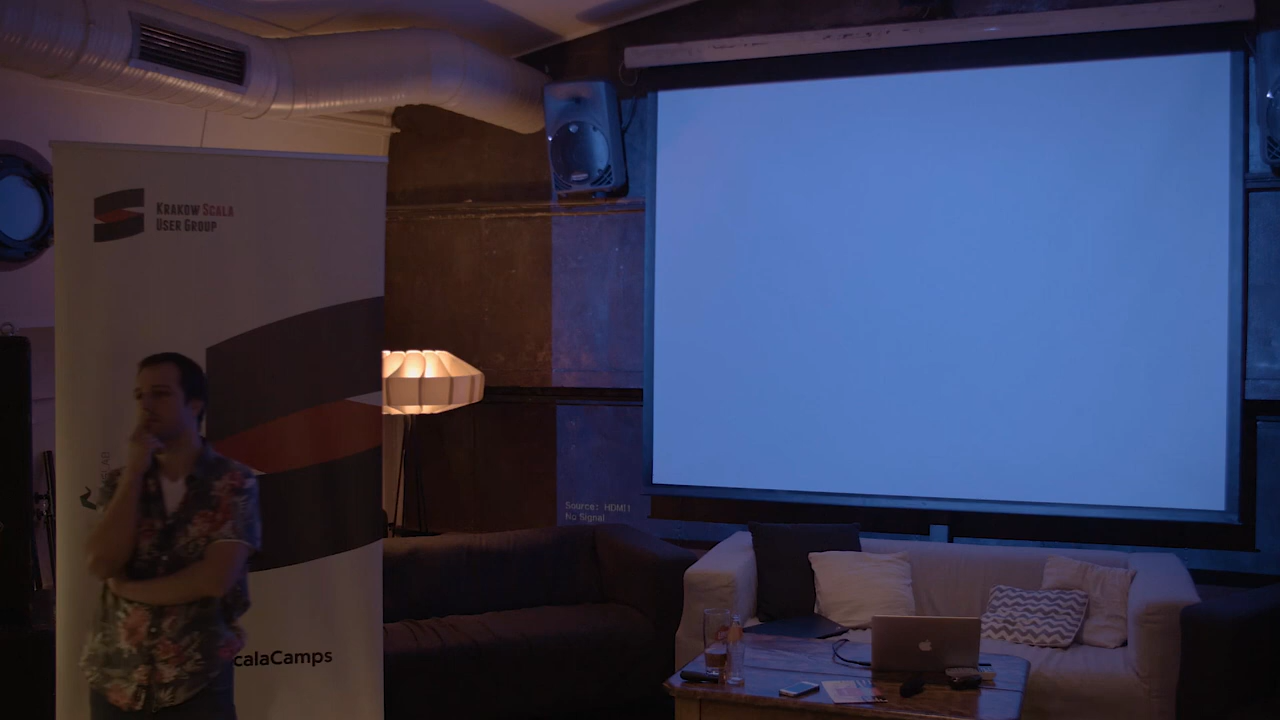 Krakow Scala
User Group
Source: HDMI1
No Signal
calaCamps